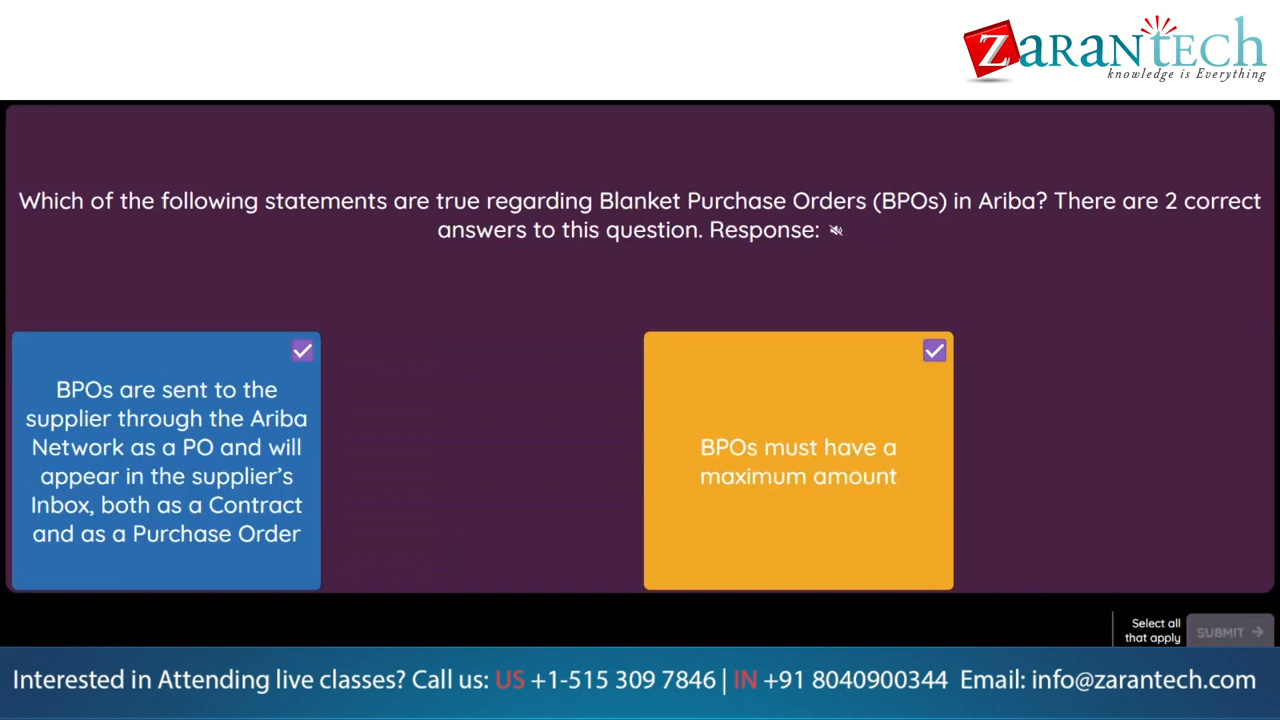 ZARANTECH
knowledge is Everything
Which of the following statements are true regarding Blanket Purchase Orders (BPOs) in Ariba? There are 2 correct
answers to this question. Response:
BPOs are sent to the
supplier through the Ariba
Network as a PO and will
appear in the supplier’s
Inbox, both as a Contract
and as a Purchase Order
BPOs must have a
maximum amount
Select all
that apply
SUBMIT
Interested in Attending live classes? Call us: US +1-515 309 7846 | IN +91 8040900344 Email: info@zarantech.com